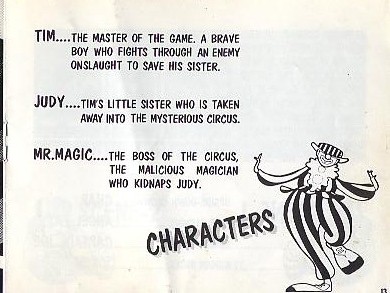 TIM....THE MASTER OF THE GAME. A BRAVE
BOY WHO FIGHTS THROUGH AN ENEMY
ONSLAUGHT TO SAVE HIS SISTER.
JUDY....TIM'S LITTLE SISTER WHO IS TAKEN
AWAY INTO THE MYSTERIOUS CIRCUS.
MR.MAGIC....THE BOSS OF THE CIRCUS,
THE MALICIOUS MAGICIAN
WHO KIDNAPS JUDY.
CHARACTERS